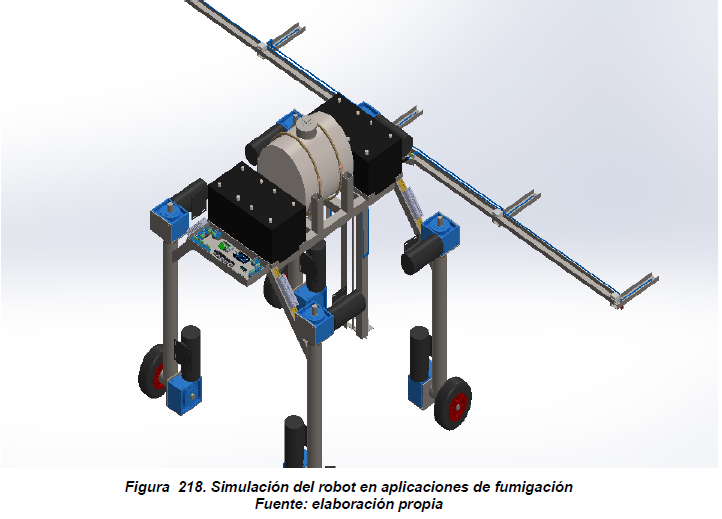 Figura  218. Simulación del robot en aplicaciones de fumigación
Fuente: elaboración propia